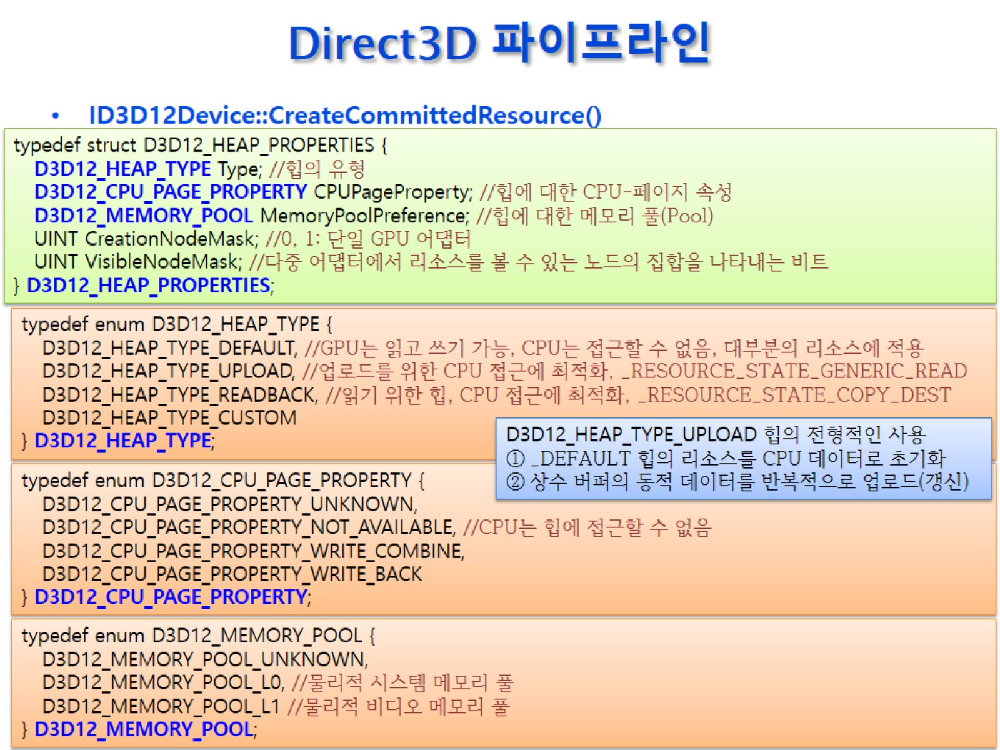 Direct3D 파이프라인
• ID3D12Device::CreateCommittedResource()
typedef struct D3D12_HEAP_PROPERTIES {
D3D12_HEAP_TYPE Type; //힙의 유형
D3D12_CPU_PAGE_PROPERTY CPUPageProperty; //힙에 대한 CPU-페이지 속성
D3D12_MEMORY_POOL MemoryPoolPreference; //힙에 대한 메모리 풀(Pool)
UINT CreationNodeMask; //0, 1: 단일 GPU 어댑터
UINT VisibleNodeMask; //다중 어댑터에서 리소스를 볼 수 있는 노드의 집합을 나타내는 비트
} D3D12_HEAP_PROPERTIES;
typedef enum D3D12_HEAP_TYPE {
D3D12_HEAP_TYPE_DEFAULT, //GPU는 읽고 쓰기 가능, CPU는 접근할 수 없음, 대부분의 리소스에 적용
D3D12_HEAP_TYPE_UPLOAD, //업로드를 위한 CPU 접근에 최적화, _RESOURCE_STATE_GENERIC_READ
D3D12_HEAP_TYPE_READBACK, //읽기 위한 힙, CPU 접근에 최적화, _RESOURCE_STATE_COPY_DEST
D3D12_HEAP_TYPE_CUSTOM
} D3D12_HEAP_TYPE;
D3D12_HEAP_TYPE_UPLOAD 힙의 전형적인 사용
① _DEFAULT 힙의 리소스를 CPU 데이터로 초기화
② 상수 버퍼의 동적 데이터를 반복적으로 업로드(갱신)
typedef enum D3D12_CPU_PAGE_PROPERTY {
D3D12_CPU_PAGE_PROPERTY_UNKNOWN,
D3D12_CPU_PAGE_PROPERTY_NOT_AVAILABLE, //CPU는 힙에 접근할 수 없음
D3D12_CPU_PAGE_PROPERTY_WRITE_COMBINE,
D3D12_CPU_PAGE_PROPERTY_WRITE_BACK
} D3D12_CPU_PAGE_PROPERTY;
typedef enum D3D12_MEMORY_POOL {
D3D12_MEMORY_POOL_UNKNOWN,
D3D12_MEMORY_POOL_L0, //물리적 시스템 메모리 풀
D3D12_MEMORY_POOL_L1 //물리적 비디오 메모리 풀
} D3D12_MEMORY_POOL;